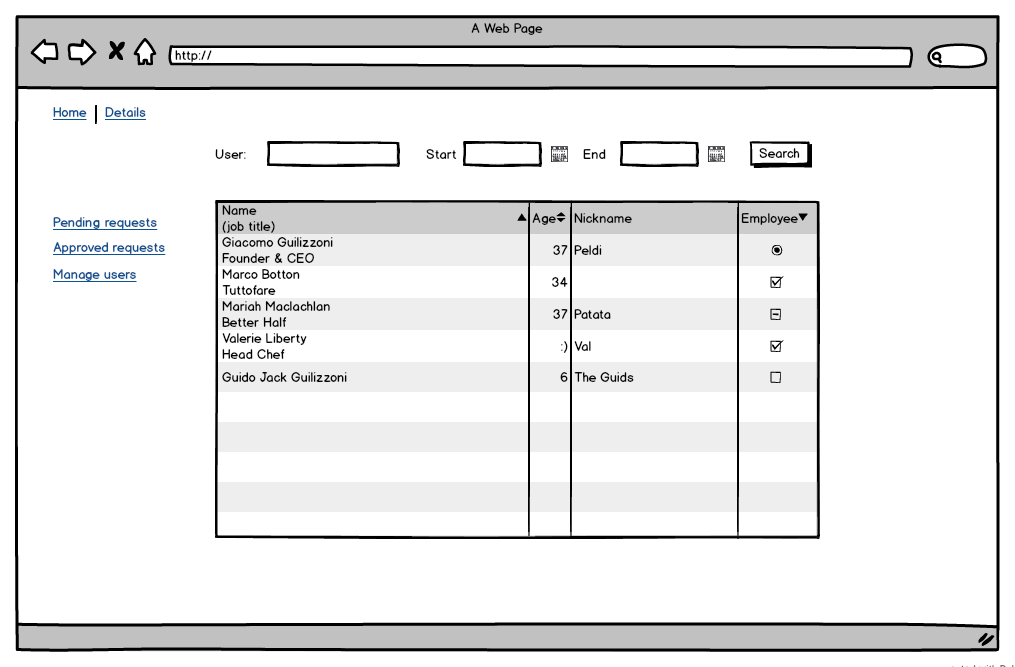 A Web Page
http://
Home Details
User: Start End Search
Pending requests
Approved requests
Manage users
Name
(job title) Age Nickname Employee
Giacomo Guilizzoni
Founder & CEO 37 Peldi
Marco Botton
Tuttofare 34
Mariah Maclachlan
Better Half 37 Patata
Valerie Liberty
Head Chef :) Val
Guido Jack Guilizzoni 6 The Guids